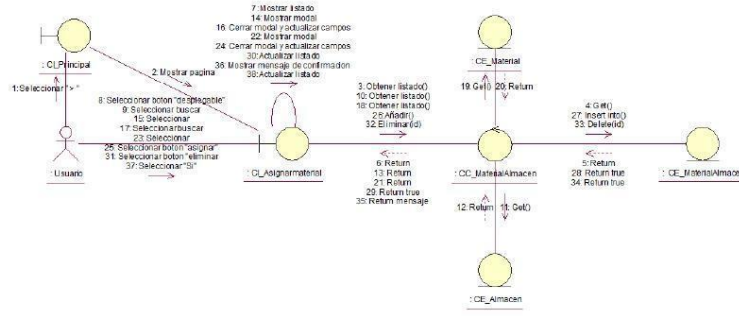 7: Mostrar listado
14: Mostrar modal
16: Cerrar modal y actualizar campos
22: Mostrar modal
24: Cerrar modal y actualizar campos
30: Actualizar listado
36: Mostrar mensaje de confirmacion
38: Actualizar listado
: CI_Principal
1: Seleccionar ">"
2: Mostrar pagina
8: Seleccionar boton "desplegable"
9: Seleccionar buscar
15: Seleccionar
17: Seleccionar buscar
23: Seleccionar
25: Seleccionar boton "asignar"
31: Seleccionar boton "eliminar
37: Seleccionar "Si"
: Usuario
: CI_Asignarmaterial
3: Obtener listado()
10: Obtener listado()
18: Obtener listado()
26: Añadir()
32: Eliminar(id)
6: Return
13: Return
21: Return
29: Return true
35: Return mensaje
: CE_Material
19: Get()
20: Return
: CC_MaterialAlmacen
4: Get()
27: Insert into()
33: Delete(id)
5: Return
28: Return true
34: Return true
: CE_MaterialAlmacen
12: Return
11: Get()
: CE_Almacen